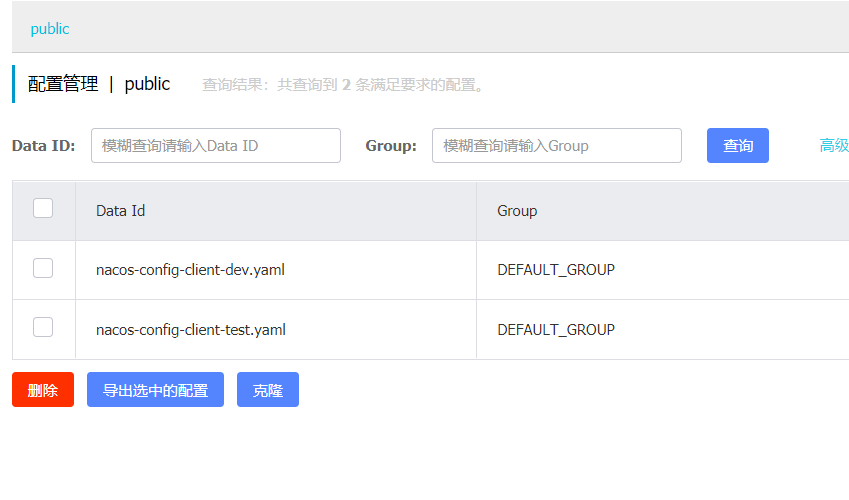 public
配置管理 | public 查询结果：共查询到 2 条满足要求的配置。
Data ID: 模糊查询请输入Data ID Group: 模糊查询请输入Group 查询 高级
Data Id Group
nacos-config-client-dev.yaml DEFAULT_GROUP
nacos-config-client-test.yaml DEFAULT_GROUP
删除 导出选中的配置 克隆